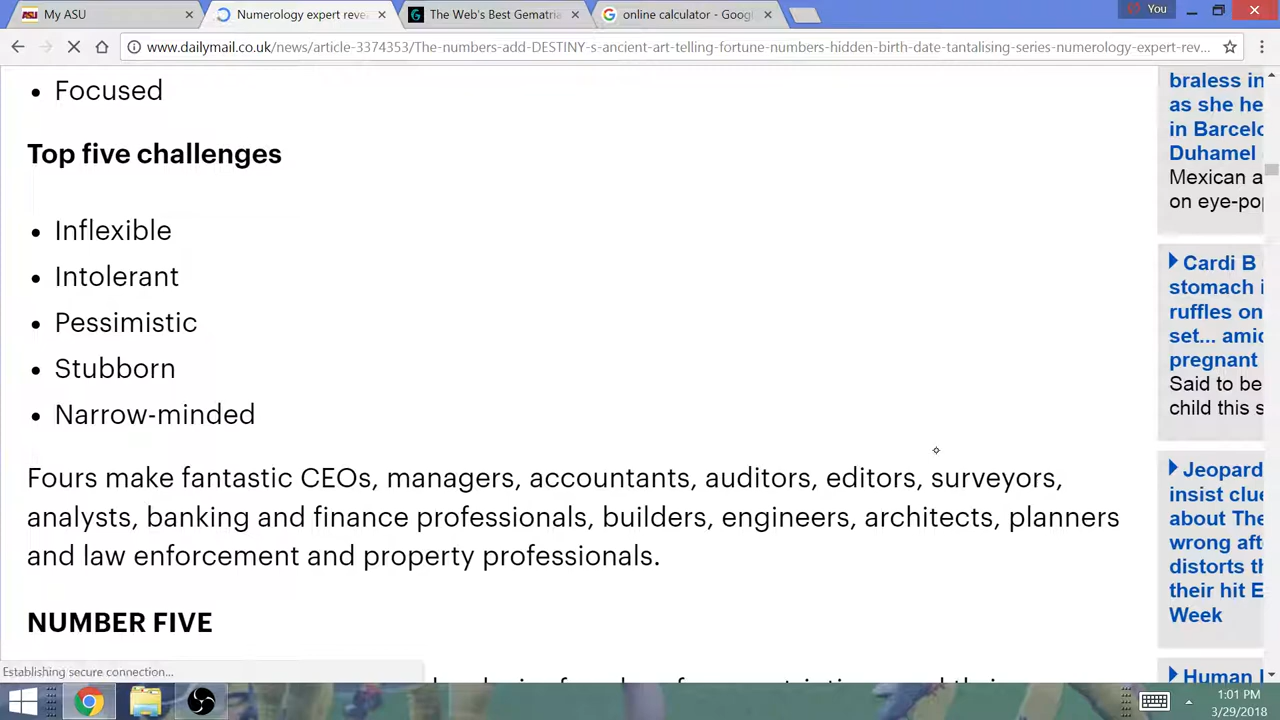 My ASU
Numerology expert reve
The Web's Best Gematria
online calculator - Googl
You
www.dailymail.co.uk/news/article-3374353/The-numbers-add-DESTINY-s-ancient-art-telling-fortune-numbers-hidden-birth-date-tantalising-series-numerology-expert-rev...
Focused
Top five challenges
Inflexible
Intolerant
Pessimistic
Stubborn
Narrow-minded
Fours make fantastic CEOs, managers, accountants, auditors, editors, surveyors,
analysts, banking and finance professionals, builders, engineers, architects, planners
and law enforcement and property professionals.
NUMBER FIVE
braless in
as she he
in Barcelo
Duhamel
Mexican a
on eye-pop
Cardi B
stomach i
ruffles on
set... amid
pregnant
Said to be
child this s
Jeopard
insist clue
about The
wrong afte
distorts th
their hit E
Week
Human
Establishing secure connection...
1:01 PM
3/29/2018